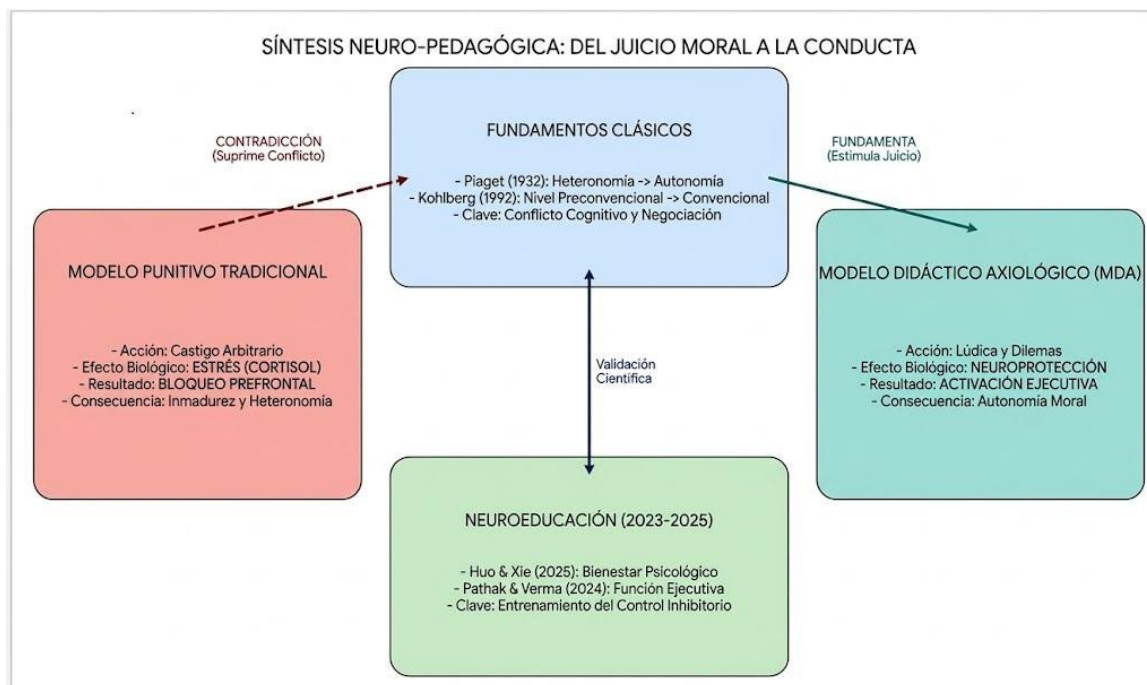 SÍNTESIS NEURO-PEDAGÓGICA: DEL JUICIO MORAL A LA CONDUCTA
CONTRADICCIÓN
(Suprime Conflicto)
FUNDAMENTOS CLÁSICOS
- Piaget (1932): Heteronomía -> Autonomía
- Kohlberg (1992): Nivel Preconvencional -> Convencional
- Clave: Conflicto Cognitivo y Negociación
FUNDAMENTA
(Estimula Juicio)
MODELO PUNITIVO TRADICIONAL
- Acción: Castigo Arbitrario
- Efecto Biológico: ESTRÉS (CORTISOL)
- Resultado: BLOQUEO PREFRONTAL
- Consecuencia: Inmadurez y Heteronomía
Validación
Científica
MODELO DIDÁCTICO AXIOLÓGICO (MDA)
- Acción: Lúdica y Dilemas
- Efecto Biológico: NEUROPROTECCIÓN
- Resultado: ACTIVACIÓN EJECUTIVA
- Consecuencia: Autonomía Moral
NEUROEDUCACIÓN (2023-2025)
- Huo & Xie (2025): Bienestar Psicológico
- Pathak & Verma (2024): Función Ejecutiva
- Clave: Entrenamiento del Control Inhibitorio